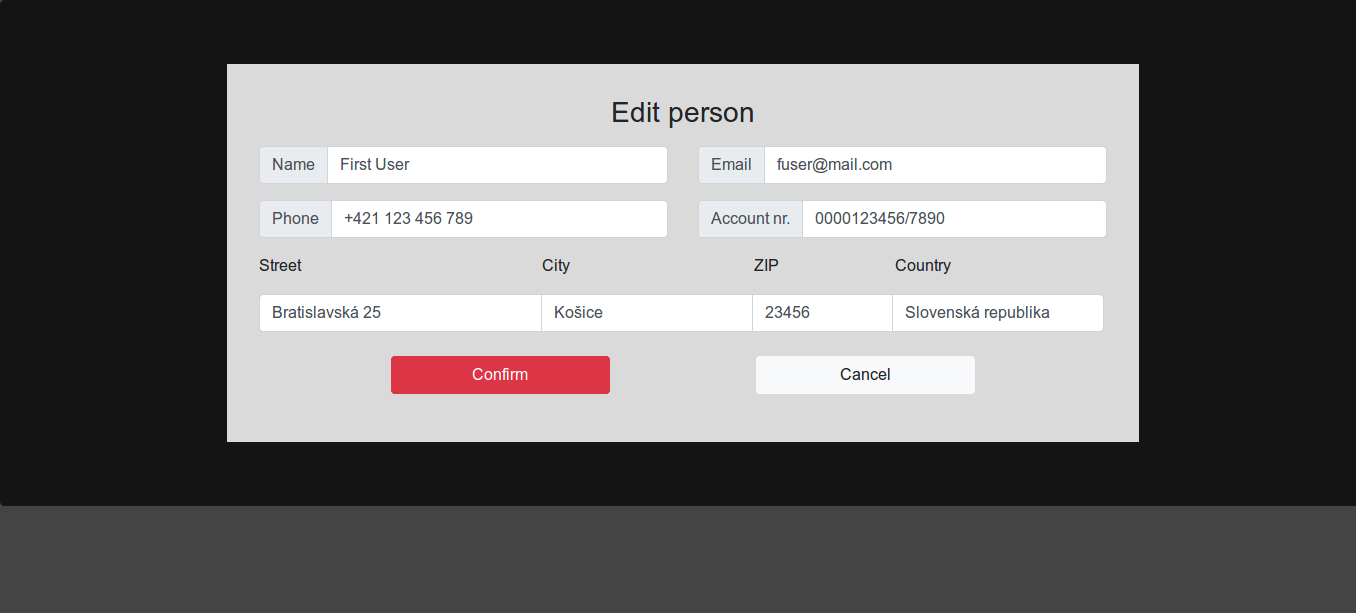 Edit person
Name First User Email fuser@mail.com
Phone +421 123 456 789 Account nr. 0000123456/7890
Street City ZIP Country
Bratislavská 25 Košice 23456 Slovenská republika
Confirm Cancel